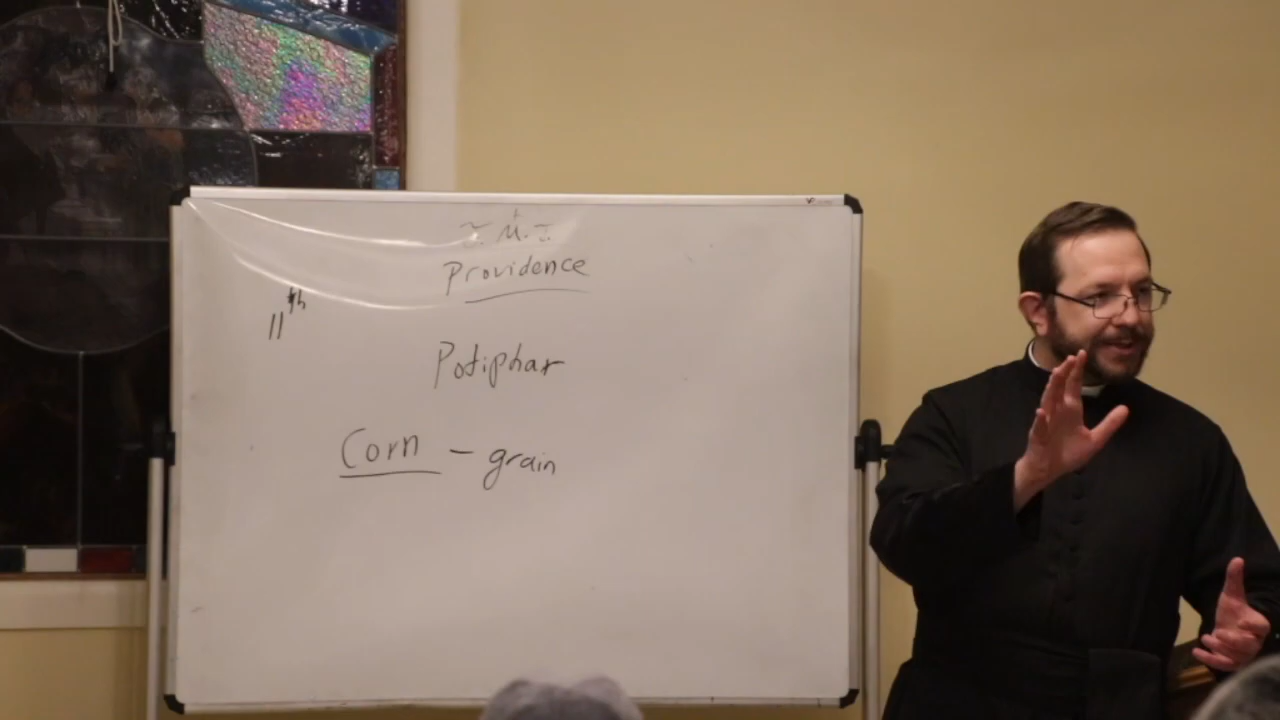 J. M. J.
Providence
11th
Potiphar
Corn – grain